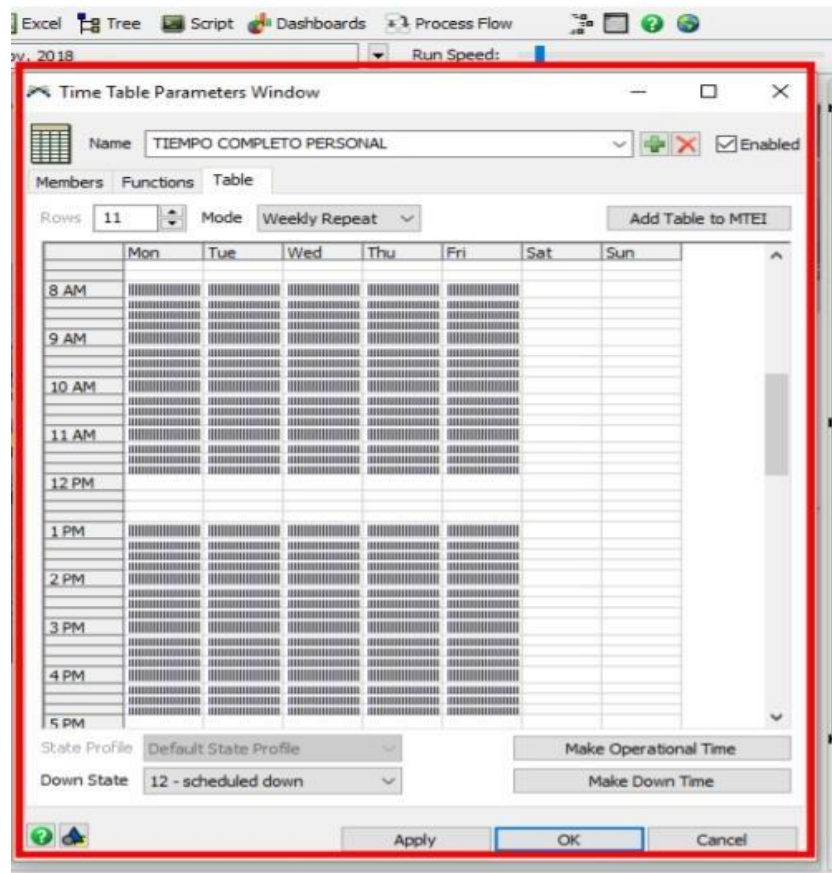 Excel Tree Script Dashboards Process Flow
ov, 2018 Run Speed:
Time Table Parameters Window
Name TIEMPO COMPLETO PERSONAL Enabled
Members Functions Table
Rows 11 Mode Weekly Repeat Add Table to MTEI
Mon Tue Wed Thu Fri Sat Sun
8 AM
9 AM
10 AM
11 AM
12 PM
1 PM
2 PM
3 PM
4 PM
5 PM
State Profile Default State Profile Make Operational Time
Down State 12 - scheduled down Make Down Time
Apply OK Cancel